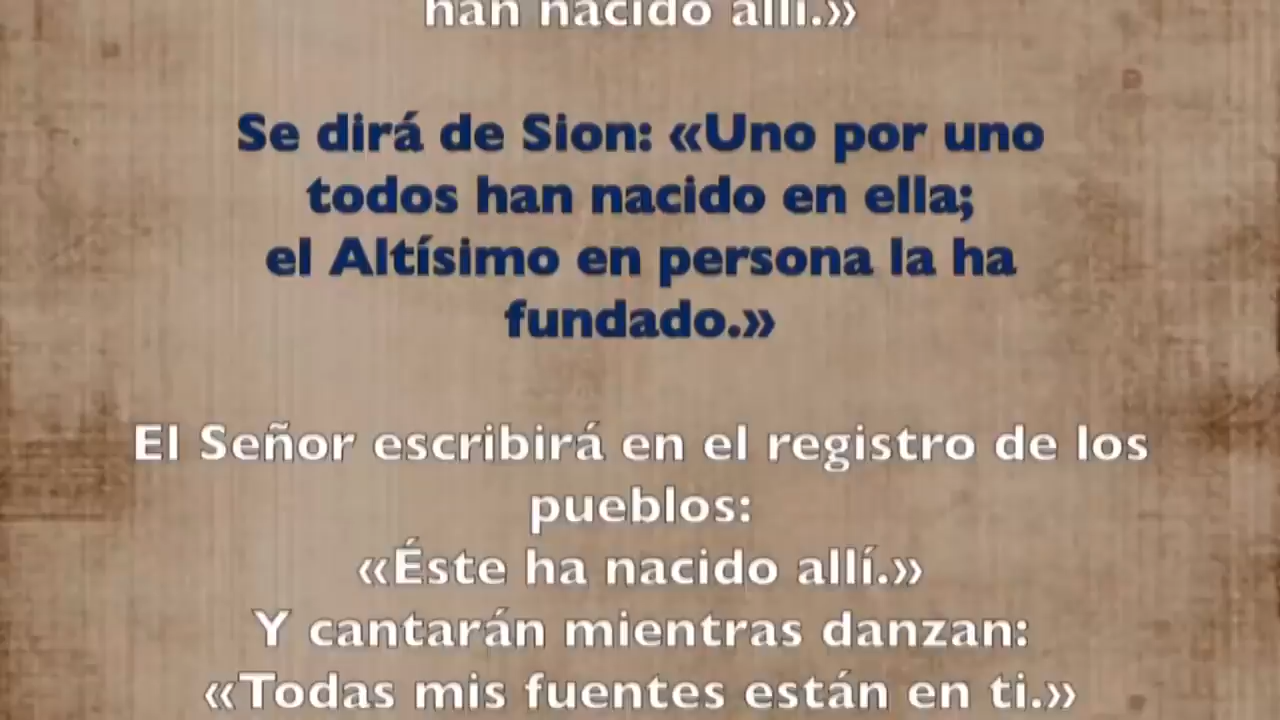 han nacido allí.»
Se dirá de Sion: «Uno por uno
todos han nacido en ella;
el Altísimo en persona la ha
fundado.»
El Señor escribirá en el registro de los
pueblos:
«Éste ha nacido allí.»
Y cantarán mientras danzan:
«Todas mis fuentes están en ti.»